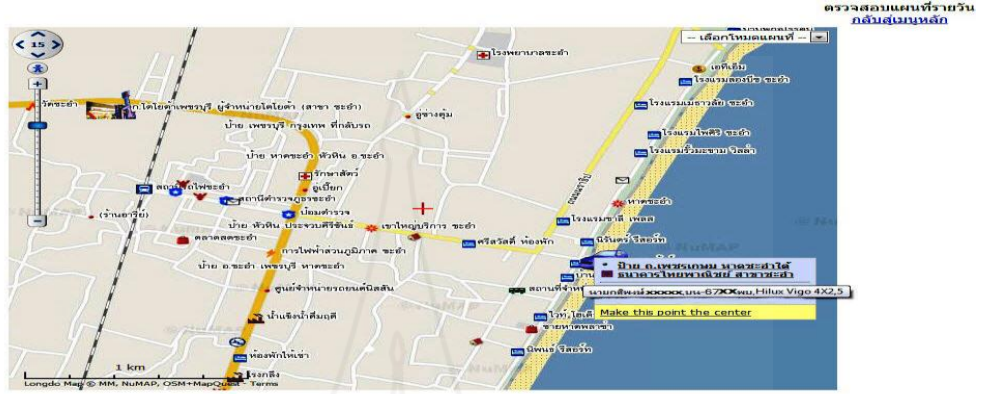 ตรวจสอบแผนที่รายวัน
กลับสู่เมนูหลัก
15
-- เลือกโหมดแผนที่ --
โรงพยาบาลชะอำ
เอทีเอ็ม
โรงแรมลองบีช ชะอำ
วัดชะอำ
โตโยต้าเพชรบุรี ผู้จำหน่ายโตโยต้า (สาขา ชะอำ)
อู่ช่างตุ้ม
โรงแรมเมธาวลัย ชะอำ
ป้าย เพชรบุรี กรุงเทพ ที่กลับรถ
โรงแรมไพศิริ ชะอำ
โรงแรมรั้วมะขาม วิลล่า
ป้าย หาดชะอำ หัวหิน อ.ชะอำ
รักษาสัตว์
อู่เปี๊ยก
สถานีรถไฟชะอำ
สถานีตำรวจภูธรชะอำ
หาดชะอำ
(ร้านอารีย์)
ป้อมตำรวจ
โรงแรมชาลี เพลส
ป้าย หัวหิน ประจวบคีรีขันธ์
เขาใหญ่บริการ ชะอำ
ตลาดสดชะอำ
ศรีสวัสดิ์ ห้องพัก
นิรันดร์ รีสอร์ท
การไฟฟ้าส่วนภูมิภาค ชะอำ
ป้าย อ.ชะอำ เพชรบุรี หาดชะอำ
ป้าย ถ.เพชรเกษม หาดชะอำใต้
ธนาคารไทยพาณิชย์ สาขาชะอำ
ศูนย์จำหน่ายรถยนต์นิสสัน
Make this point the center
น้ำแข็งน้ำดื่มฤดี
ชายหาดพลาซ่า
ห้องพักให้เช่า
นิพนธ์ รีสอร์ท
1 km
โรงกลึง
Longdo Map © MM, NuMAP, OSM+MapQuest - Terms